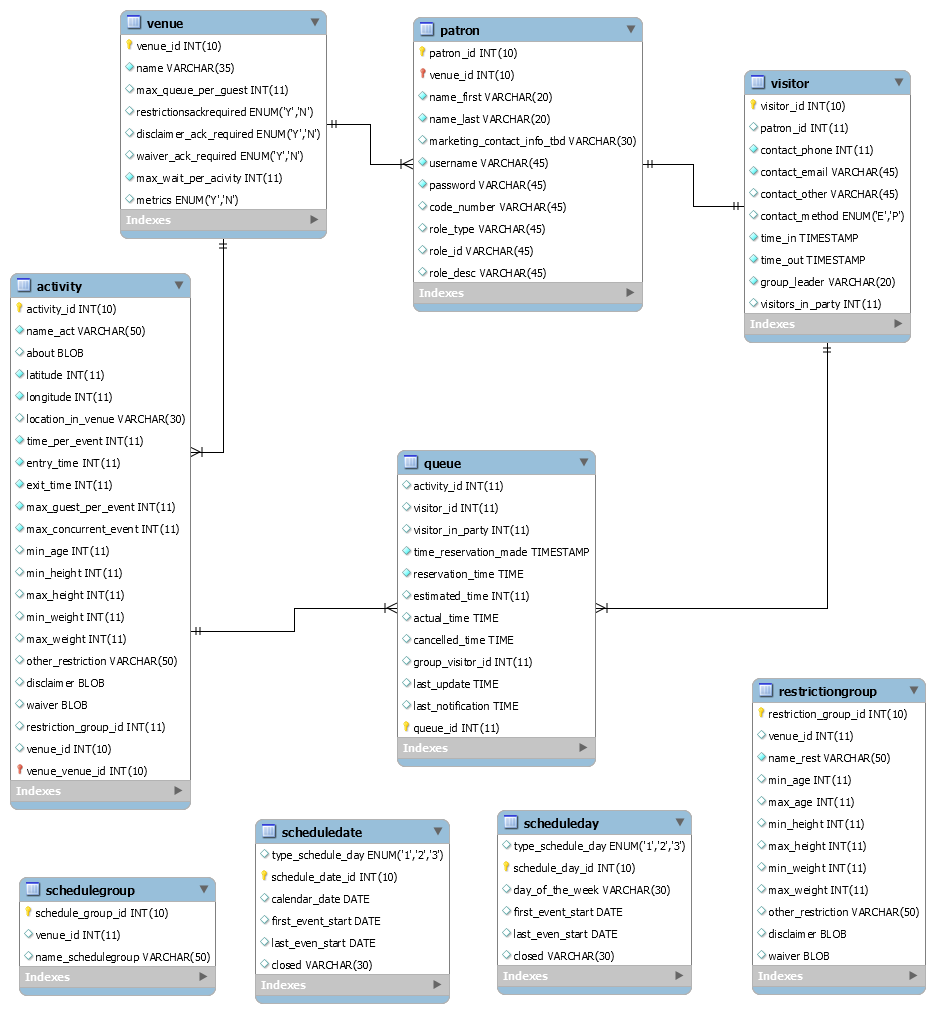 venue
venue_id INT(10)
name VARCHAR(35)
max_queue_per_guest INT(11)
restrictionsackrequired ENUM('Y','N')
disclaimer_ack_required ENUM('Y','N')
waiver_ack_required ENUM('Y','N')
max_wait_per_acivity INT(11)
metrics ENUM('Y','N')
Indexes
patron
patron_id INT(10)
venue_id INT(10)
name_first VARCHAR(20)
name_last VARCHAR(20)
marketing_contact_info_tbd VARCHAR(30)
username VARCHAR(45)
password VARCHAR(45)
code_number VARCHAR(45)
role_type VARCHAR(45)
role_id VARCHAR(45)
role_desc VARCHAR(45)
Indexes
visitor
visitor_id INT(10)
patron_id INT(11)
contact_phone INT(11)
contact_email VARCHAR(45)
contact_other VARCHAR(45)
contact_method ENUM('E','P')
time_in TIMESTAMP
time_out TIMESTAMP
group_leader VARCHAR(20)
visitors_in_party INT(11)
Indexes
activity
activity_id INT(10)
name_act VARCHAR(50)
about BLOB
latitude INT(11)
longitude INT(11)
location_in_venue VARCHAR(30)
time_per_event INT(11)
entry_time INT(11)
exit_time INT(11)
max_guest_per_event INT(11)
max_concurrent_event INT(11)
min_age INT(11)
min_height INT(11)
max_height INT(11)
min_weight INT(11)
max_weight INT(11)
other_restriction VARCHAR(50)
disclaimer BLOB
waiver BLOB
restriction_group_id INT(11)
venue_id INT(10)
venue_venue_id INT(10)
Indexes
queue
activity_id INT(11)
visitor_id INT(11)
visitor_in_party INT(11)
time_reservation_made TIMESTAMP
reservation_time TIME
estimated_time INT(11)
actual_time TIME
cancelled_time TIME
group_visitor_id INT(11)
last_update TIME
last_notification TIME
queue_id INT(11)
Indexes
restrictiongroup
restriction_group_id INT(10)
venue_id INT(11)
name_rest VARCHAR(50)
min_age INT(11)
max_age INT(11)
min_height INT(11)
max_height INT(11)
min_weight INT(11)
max_weight INT(11)
other_restriction VARCHAR(50)
disclaimer BLOB
waiver BLOB
Indexes
schedulegroup
schedule_group_id INT(10)
venue_id INT(11)
name_schedulegroup VARCHAR(50)
Indexes
scheduledate
type_schedule_day ENUM('1','2','3')
schedule_date_id INT(10)
calendar_date DATE
first_event_start DATE
last_even_start DATE
closed VARCHAR(30)
Indexes
scheduleday
type_schedule_day ENUM('1','2','3')
schedule_day_id INT(10)
day_of_the_week VARCHAR(30)
first_event_start DATE
last_even_start DATE
closed VARCHAR(30)
Indexes